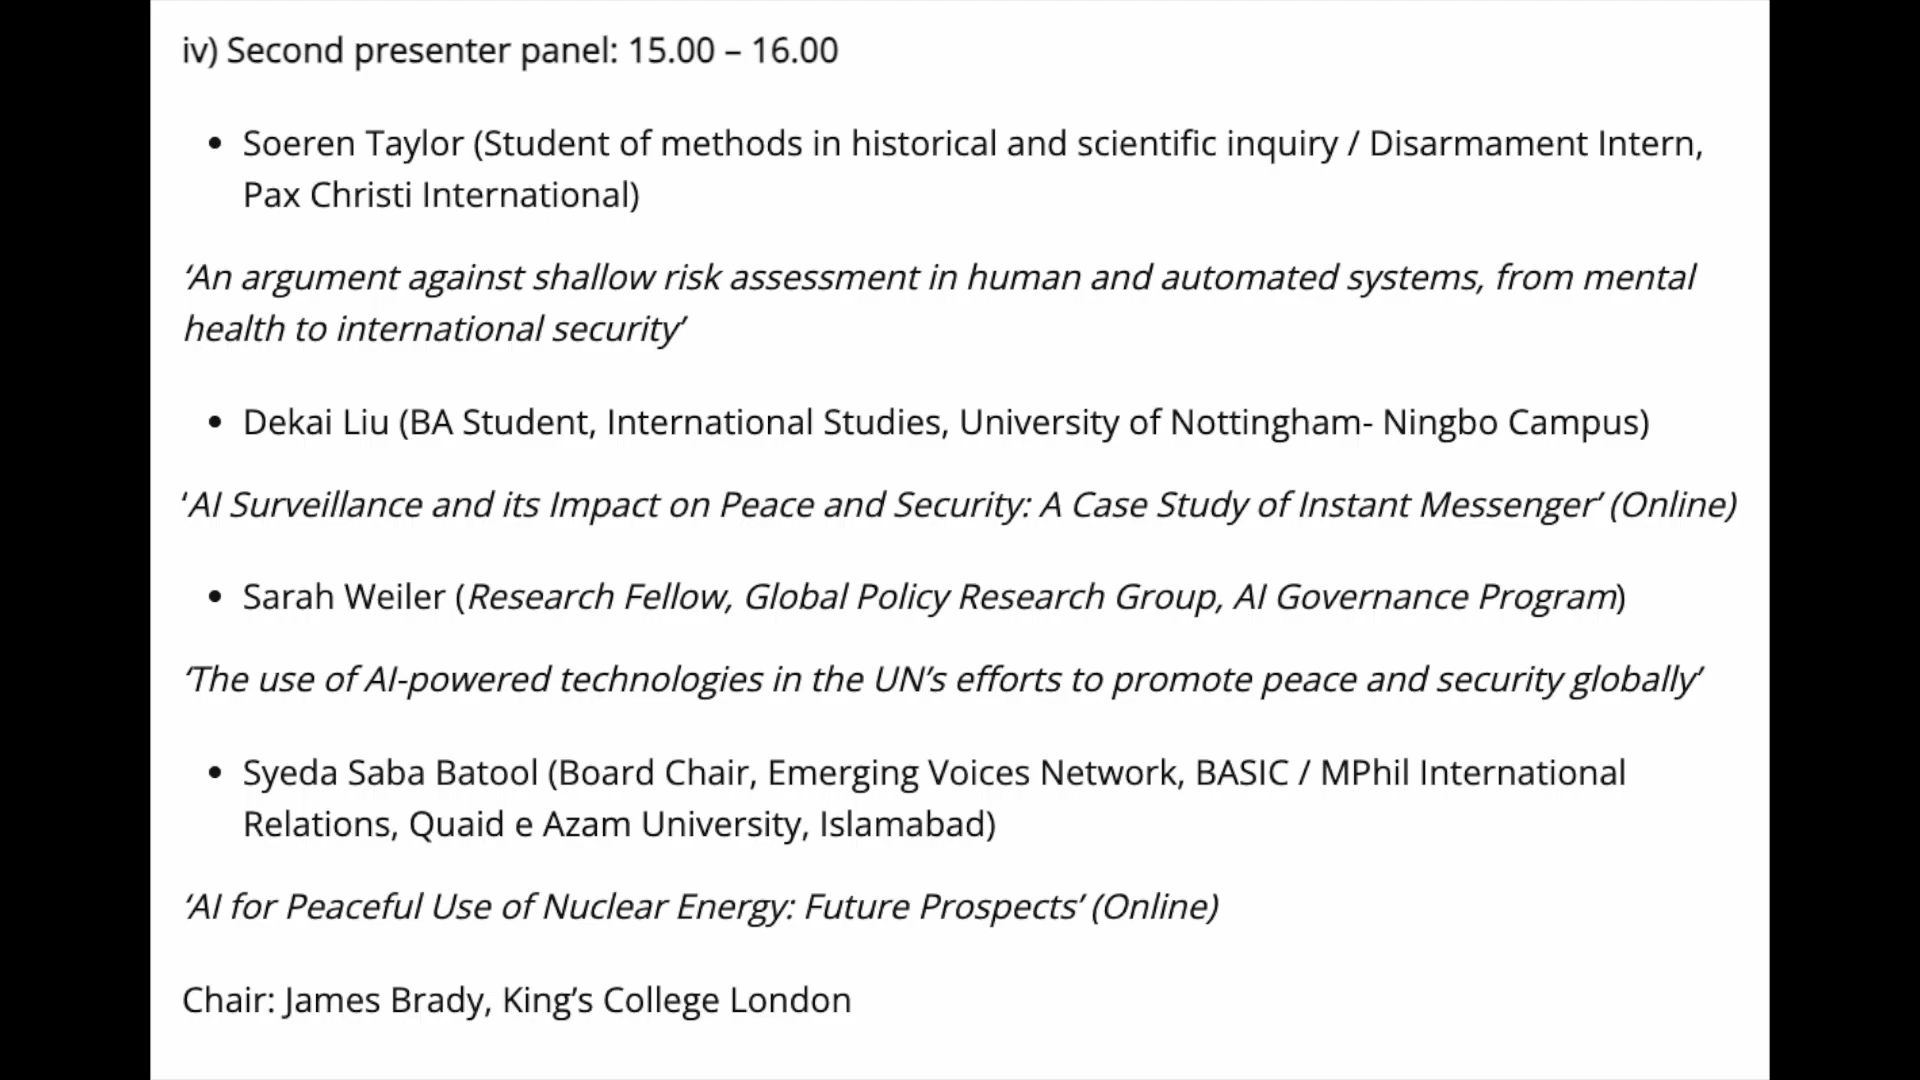 iv) Second presenter panel: 15.00 – 16.00
• Soeren Taylor (Student of methods in historical and scientific inquiry / Disarmament Intern,
Pax Christi International)
‘An argument against shallow risk assessment in human and automated systems, from mental
health to international security’
• Dekai Liu (BA Student, International Studies, University of Nottingham- Ningbo Campus)
‘AI Surveillance and its Impact on Peace and Security: A Case Study of Instant Messenger’ (Online)
• Sarah Weiler (Research Fellow, Global Policy Research Group, AI Governance Program)
‘The use of AI-powered technologies in the UN’s efforts to promote peace and security globally’
• Syeda Saba Batool (Board Chair, Emerging Voices Network, BASIC / MPhil International
Relations, Quaid e Azam University, Islamabad)
‘AI for Peaceful Use of Nuclear Energy: Future Prospects’ (Online)
Chair: James Brady, King’s College London